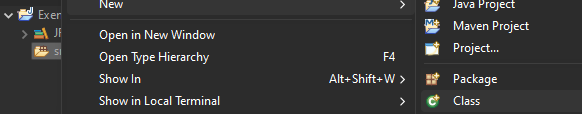 New
Open in New Window
Open Type Hierarchy F4
Show In Alt+Shift+W
Show in Local Terminal
Java Project
Maven Project
Project...
Package
Class